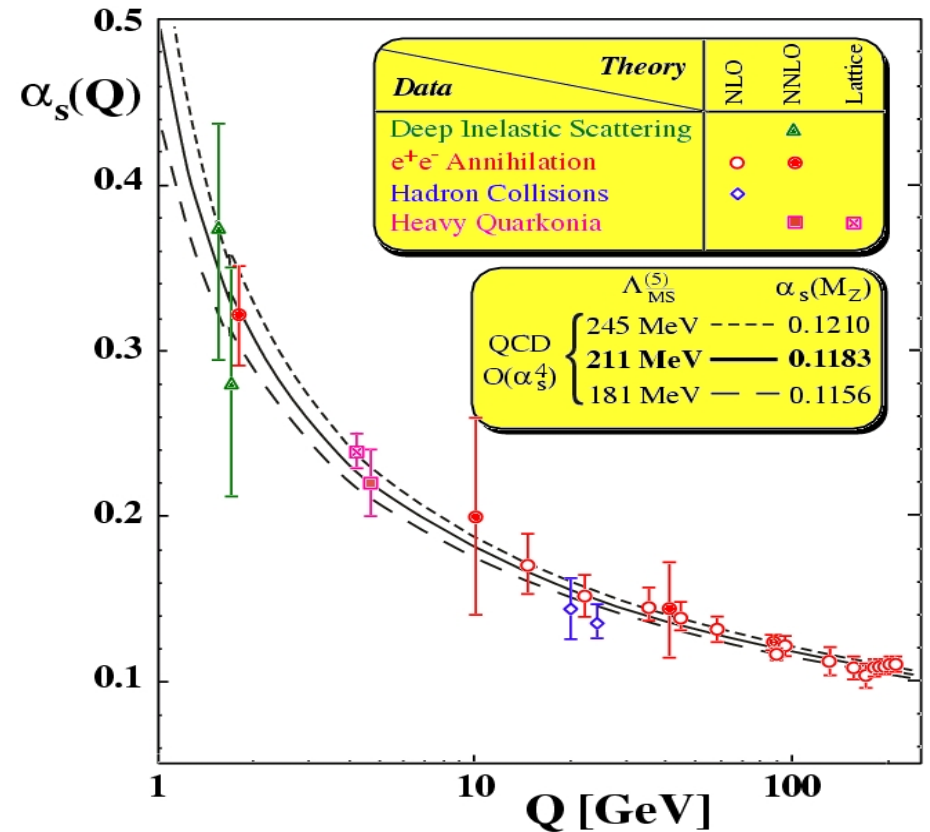 0.5
αs(Q)
0.4
0.3
0.2
0.1
1
10
100
Q [GeV]
Theory
Data
NLO
NNLO
Lattice
Deep Inelastic Scattering
e+e- Annihilation
Hadron Collisions
Heavy Quarkonia
Λ(5)MS αs(MZ)
QCD
O(αs4)
245 MeV 0.1210
211 MeV 0.1183
181 MeV 0.1156